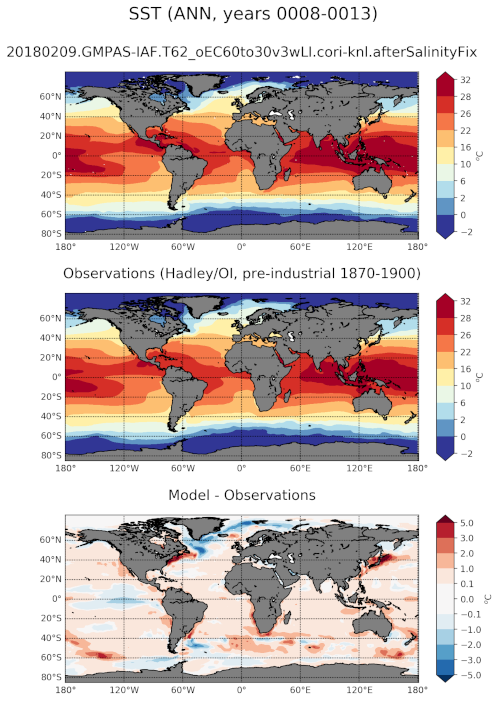 SST (ANN, years 0008-0013)
20180209.GMPAS-IAF.T62_oEC60to30v3wLI.cori-knl.afterSalinityFix
60°N
40°N
20°N
0°
20°S
40°S
60°S
80°S
180°
120°W
60°W
0°
60°E
120°E
180°
32
28
26
22
16
10
6
2
0
−2
°C
Observations (Hadley/OI, pre-industrial 1870-1900)
60°N
40°N
20°N
0°
20°S
40°S
60°S
80°S
180°
120°W
60°W
0°
60°E
120°E
180°
32
28
26
22
16
10
6
2
0
−2
°C
Model - Observations
60°N
40°N
20°N
0°
20°S
40°S
60°S
80°S
180°
120°W
60°W
0°
60°E
120°E
180°
5.0
3.0
2.0
1.0
0.1
0.0
−0.1
−1.0
−2.0
−3.0
−5.0
°C